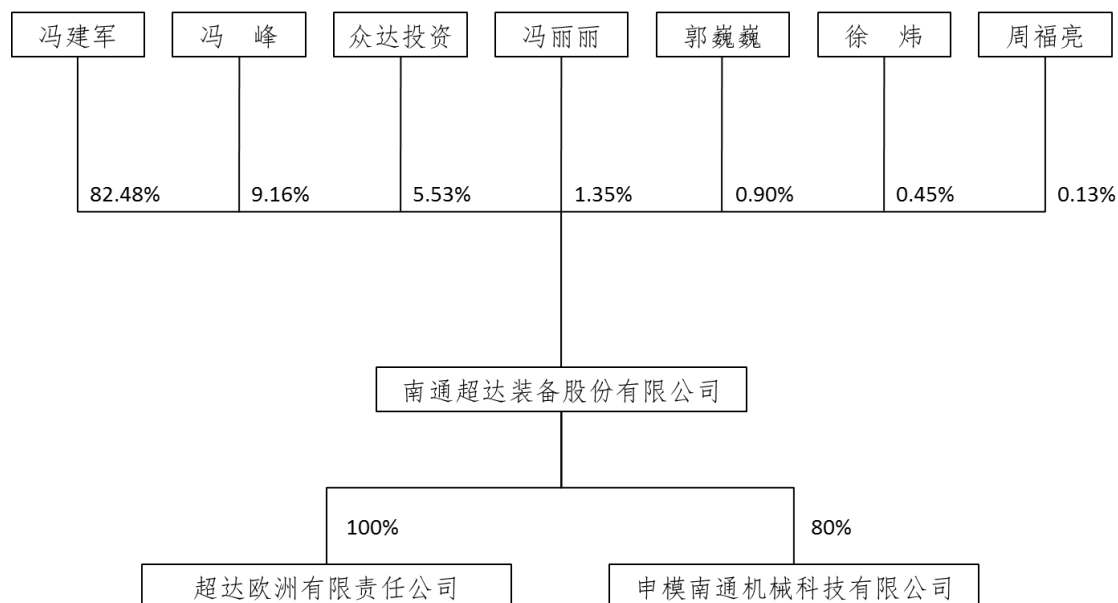 冯建军 冯 峰 众达投资 冯丽丽 郭巍巍 徐 炜 周福亮
82.48% 9.16% 5.53% 1.35% 0.90% 0.45% 0.13%
南通超达装备股份有限公司
100% 80%
超达欧洲有限责任公司 申模南通机械科技有限公司